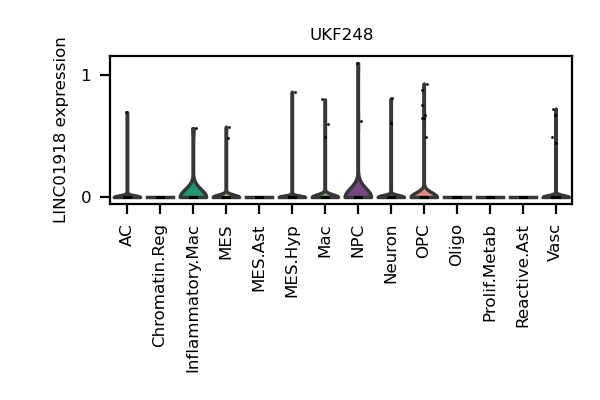 UKF248
LINC01918 expression
1
0
AC
Chromatin.Reg
Inflammatory.Mac
MES
MES.Ast
MES.Hyp
Mac
NPC
Neuron
OPC
Oligo
Prolif.Metab
Reactive.Ast
Vasc